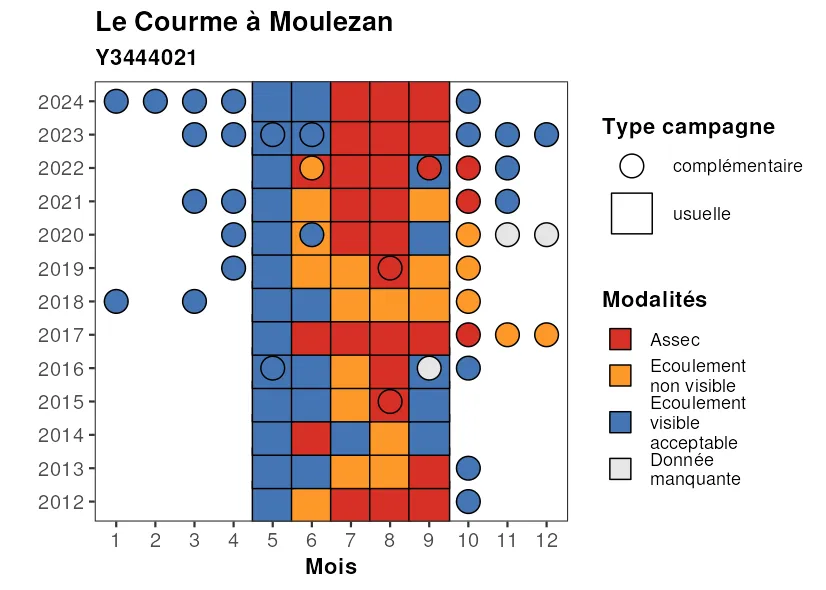 Le Courme à Moulezan
Y3444021
2024
2023
2022
2021
2020
2019
2018
2017
2016
2015
2014
2013
2012
1 2 3 4 5 6 7 8 9 10 11 12
Mois
Type campagne
complémentaire
usuelle
Modalités
Assec
Ecoulement
non visible
Ecoulement
visible
acceptable
Donnée
manquante